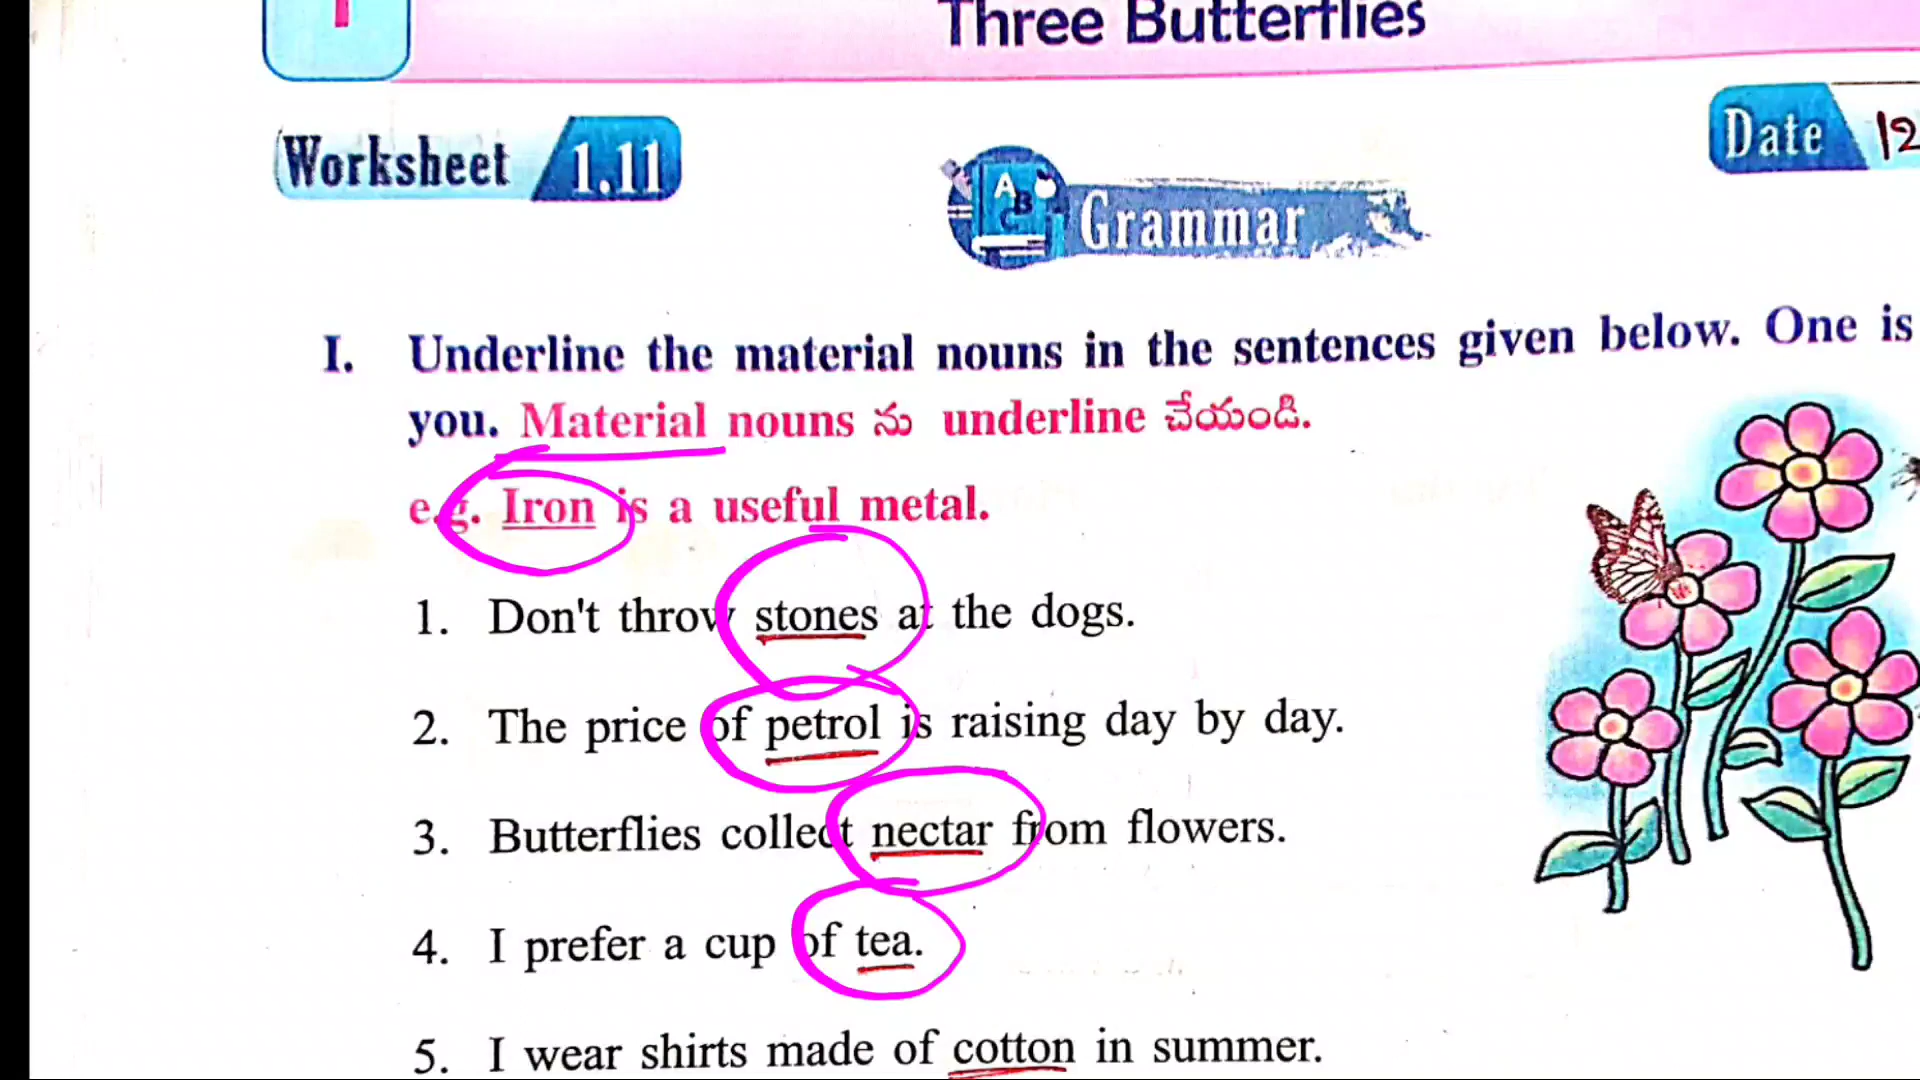 1
Three Butterflies
Worksheet 1.11
Date 12
A B C
Grammar
I. Underline the material nouns in the sentences given below. One is
you. Material nouns ను underline చేయండి.
e.g. Iron is a useful metal.
1. Don't throw stones at the dogs.
2. The price of petrol is raising day by day.
3. Butterflies collect nectar from flowers.
4. I prefer a cup of tea.
5. I wear shirts made of cotton in summer.